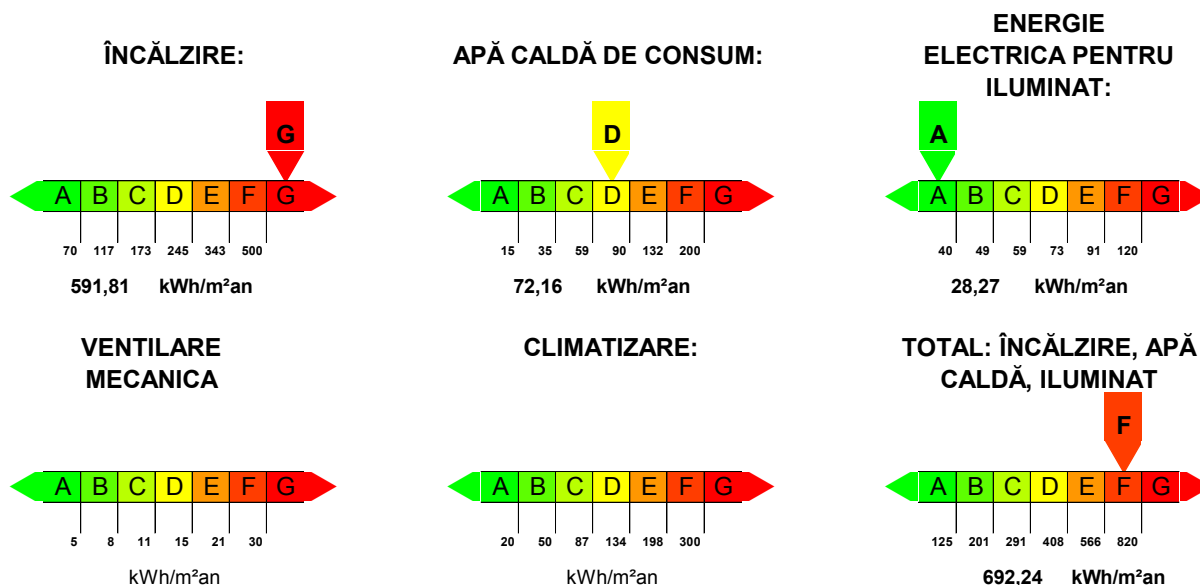 ÎNCĂLZIRE:
G
A B C D E F G
70 117 173 245 343 500
591,81 kWh/m²an
APĂ CALDĂ DE CONSUM:
D
A B C D E F G
15 35 59 90 132 200
72,16 kWh/m²an
ENERGIE
ELECTRICA PENTRU
ILUMINAT:
A
A B C D E F G
40 49 59 73 91 120
28,27 kWh/m²an
VENTILARE
MECANICA
A B C D E F G
5 8 11 15 21 30
kWh/m²an
CLIMATIZARE:
A B C D E F G
20 50 87 134 198 300
kWh/m²an
TOTAL: ÎNCĂLZIRE, APĂ
CALDĂ, ILUMINAT
F
A B C D E F G
125 201 291 408 566 820
692,24 kWh/m²an